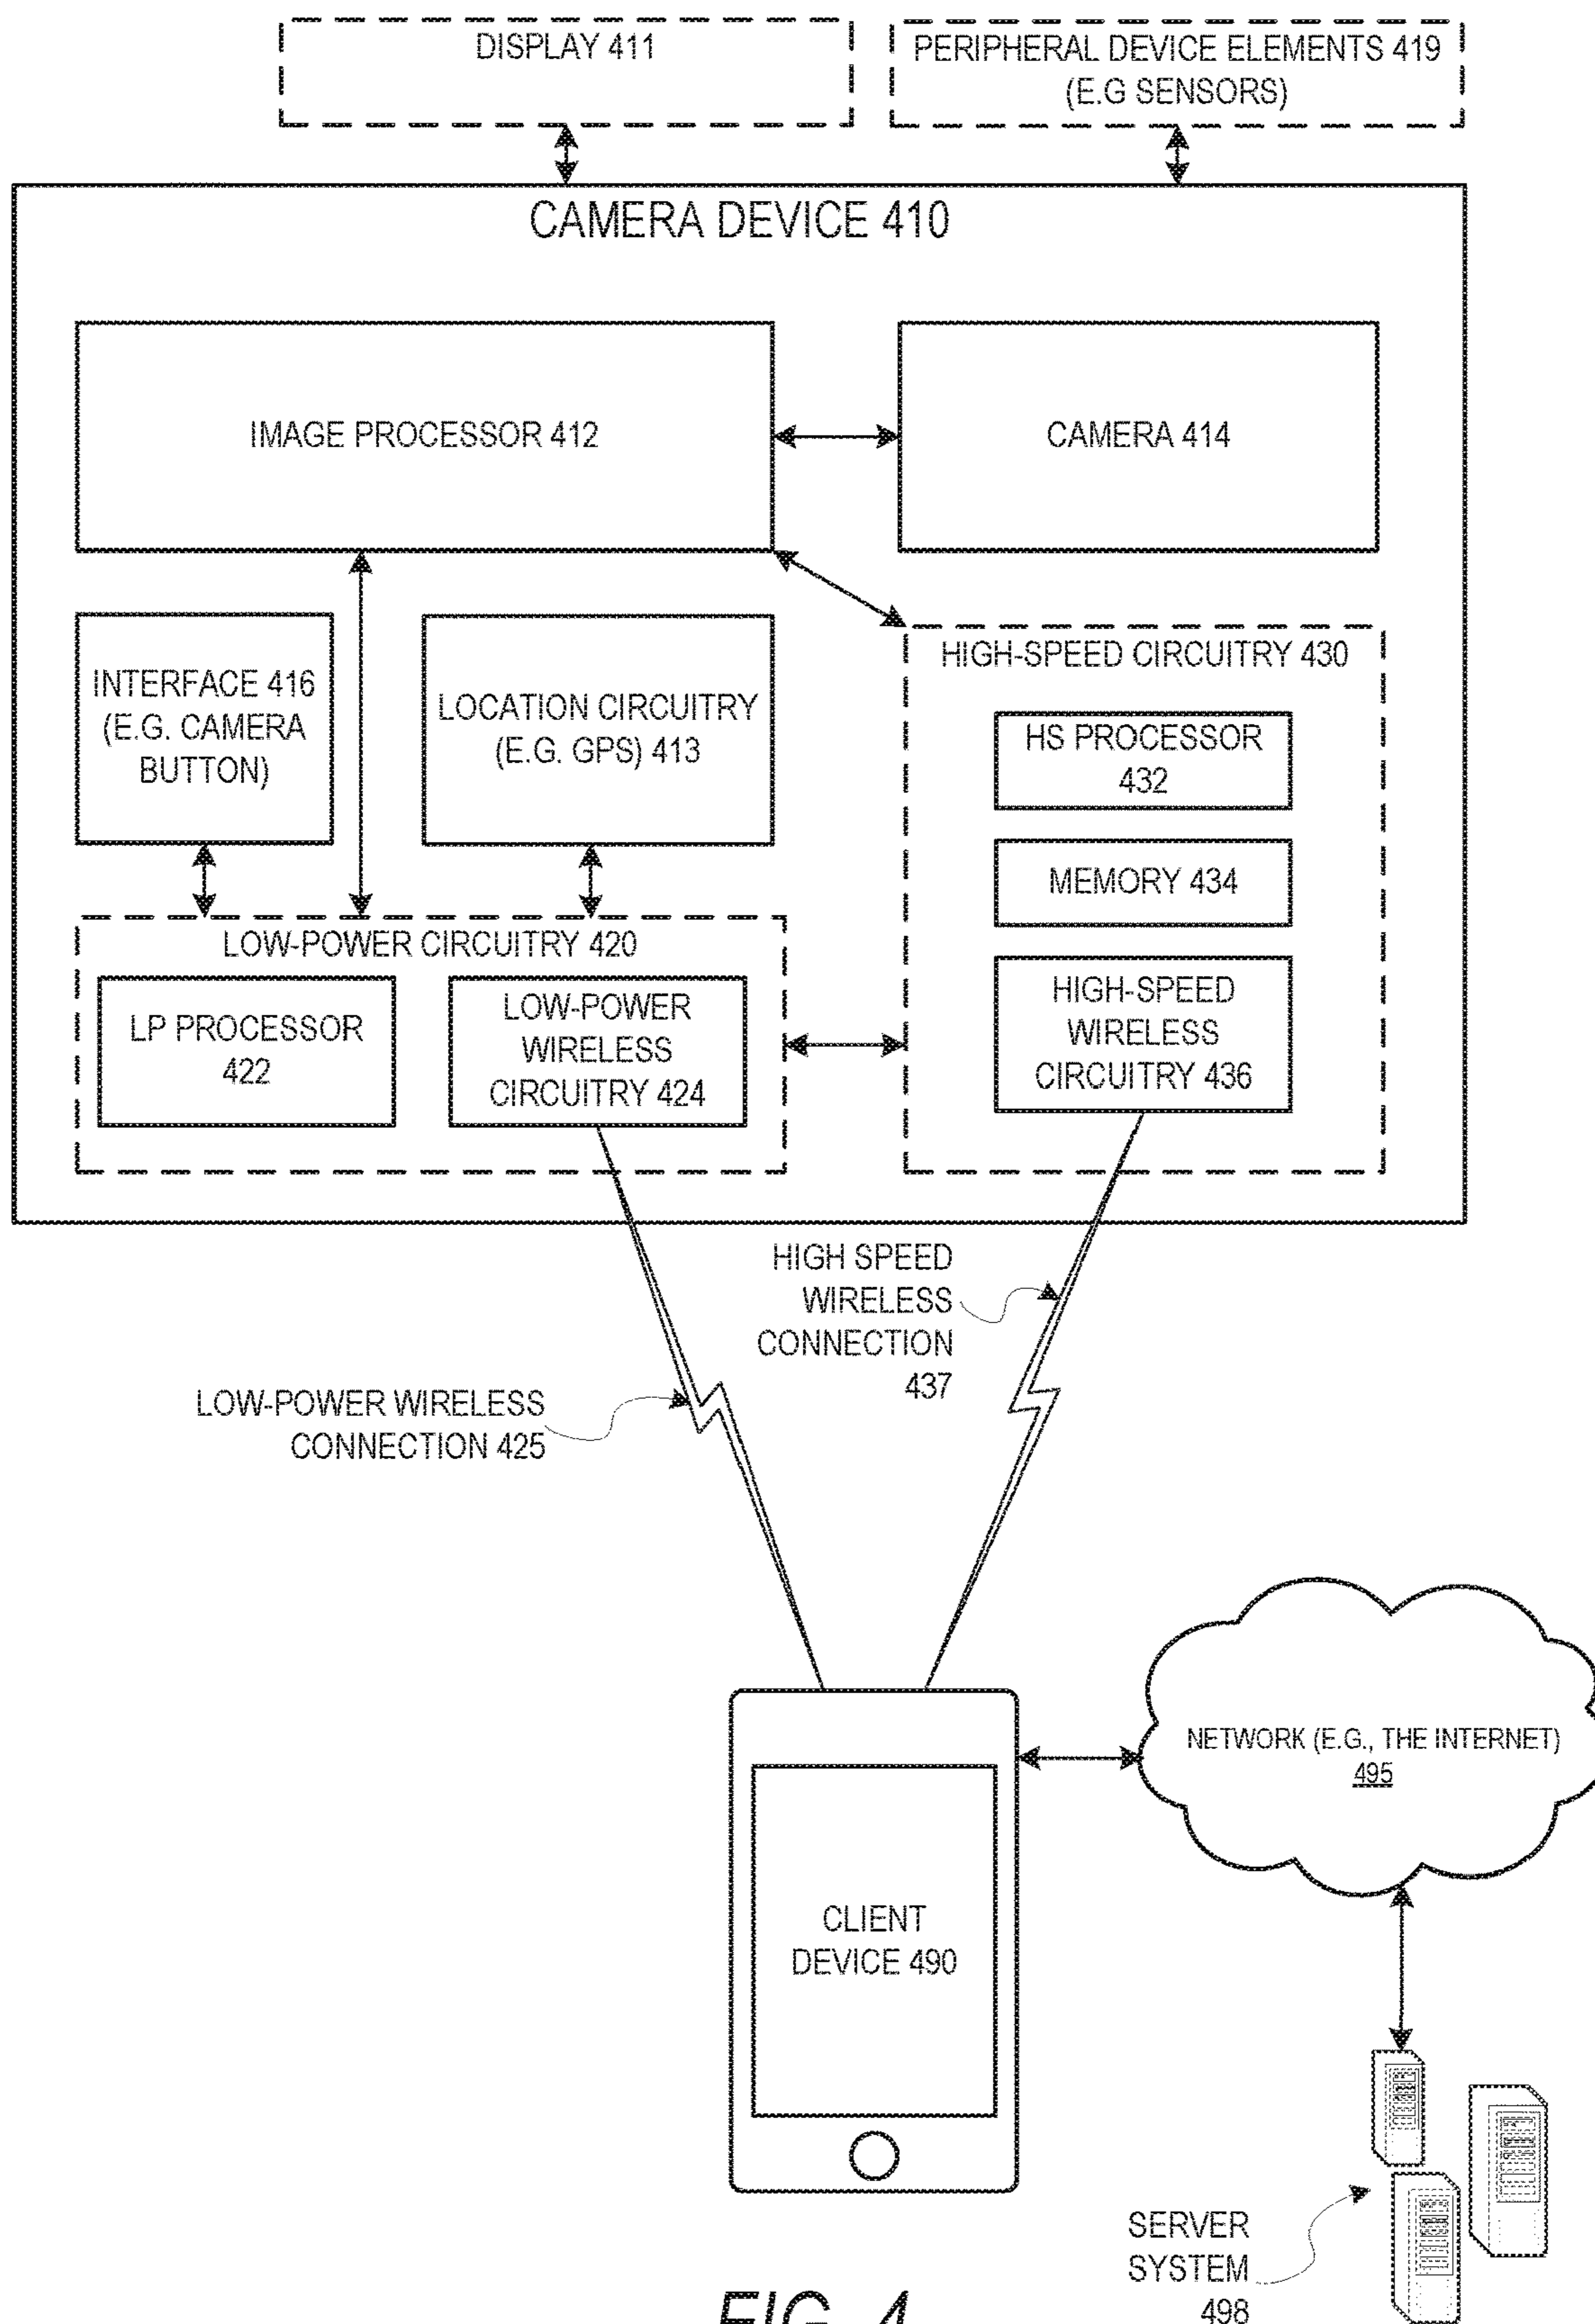 DISPLAY 411
PERIPHERAL DEVICE ELEMENTS 419
(E.G SENSORS)
CAMERA DEVICE 410
IMAGE PROCESSOR 412
CAMERA 414
INTERFACE 416
(E.G. CAMERA
BUTTON)
LOCATION CIRCUITRY
(E.G. GPS) 413
HIGH-SPEED CIRCUITRY 430
HS PROCESSOR
432
MEMORY 434
HIGH-SPEED
WIRELESS
CIRCUITRY 436
LOW-POWER CIRCUITRY 420
LP PROCESSOR
422
LOW-POWER
WIRELESS
CIRCUITRY 424
HIGH SPEED
WIRELESS
CONNECTION
437
LOW-POWER WIRELESS
CONNECTION 425
NETWORK (E.G., THE INTERNET)
495
CLIENT
DEVICE 490
SERVER
SYSTEM
498
FIG. 4